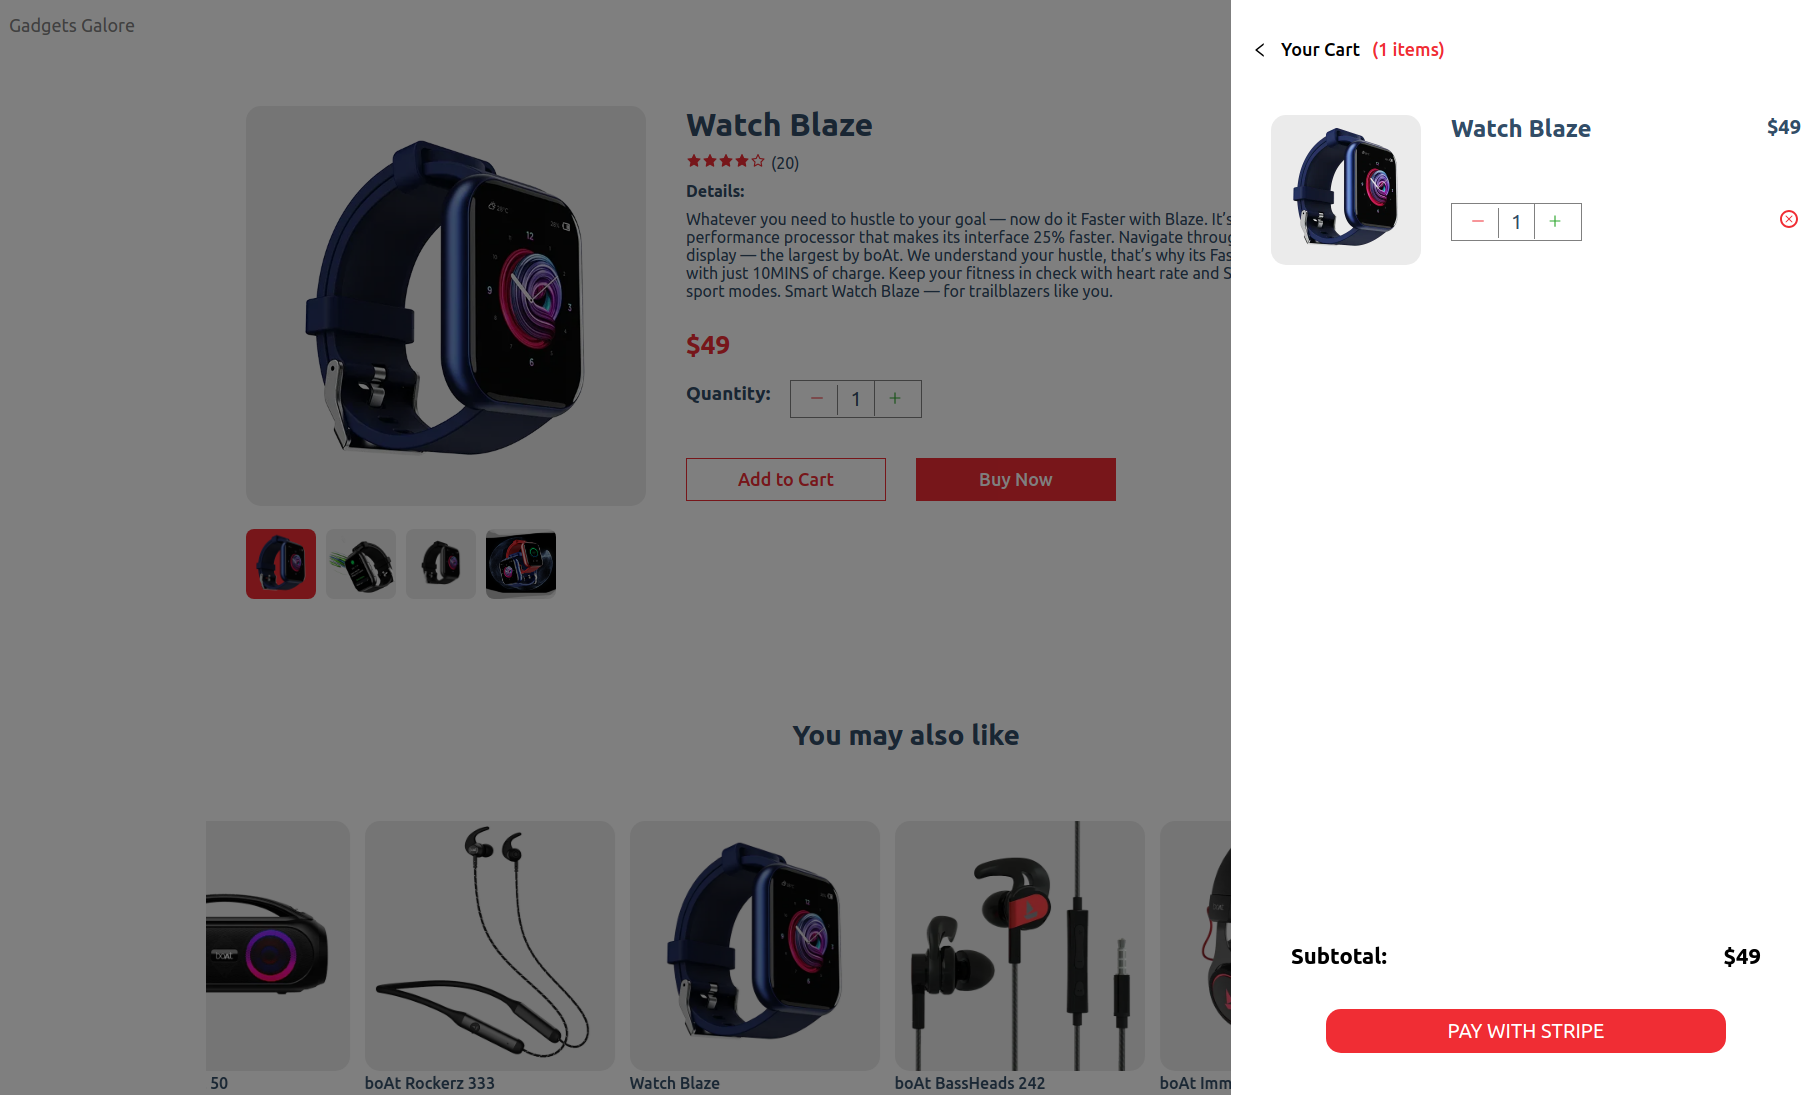 Gadgets Galore
Your Cart (1 items)
Watch Blaze
$49
1
Watch Blaze
(20)
Details:
Whatever you need to hustle to your goal — now do it Faster with Blaze. It's
performance processor that makes its interface 25% faster. Navigate
display — the largest by boAt. We understand your hustle, that's why its
with just 10MINS of charge. Keep your fitness in check with heart rate and
sport modes. Smart Watch Blaze — for trailblazers like you.
$49
Quantity: 1
Add to Cart
Buy Now
You may also like
50
boAt Rockerz 333
Watch Blaze
boAt BassHeads 242
boAt
Subtotal:
$49
PAY WITH STRIPE